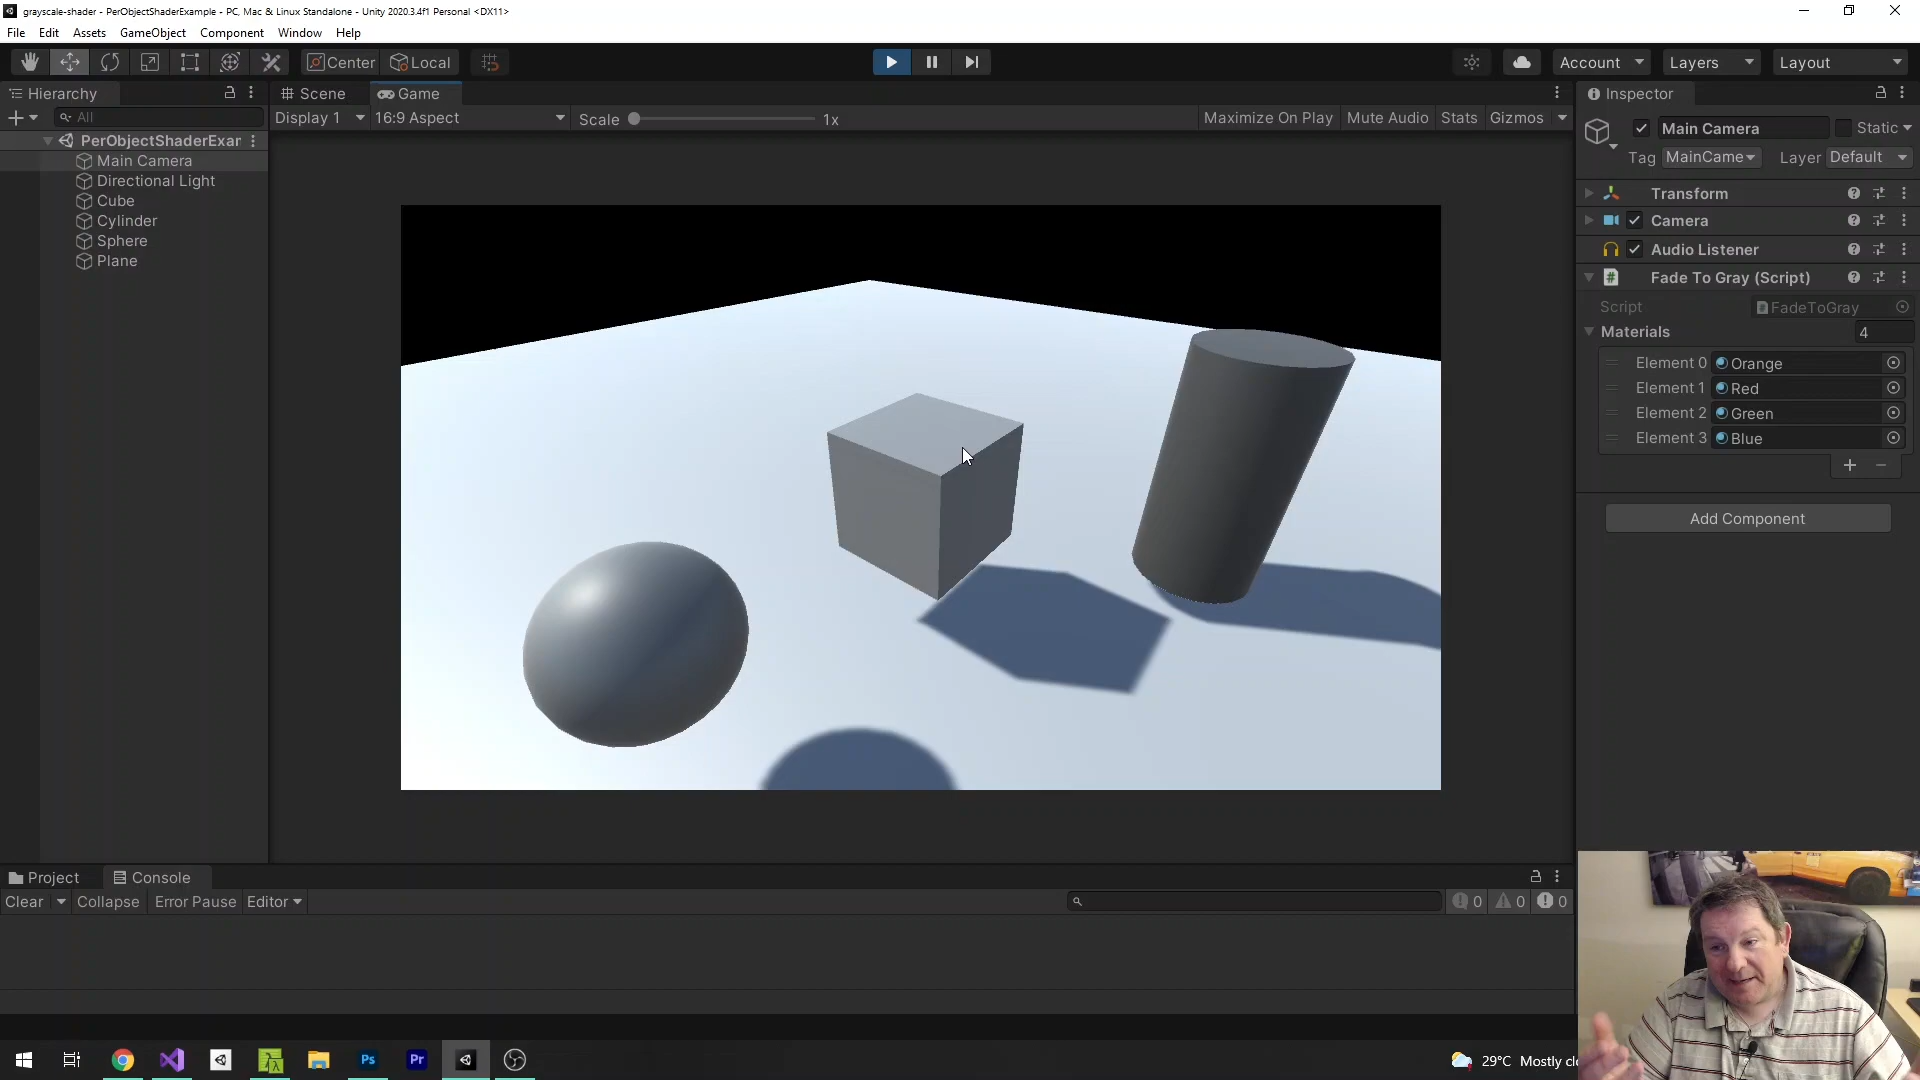 grayscale-shader - PerObjectShaderExample - PC, Mac & Linux Standalone - Unity 2020.3.4f1 Personal <DX11>
File Edit Assets GameObject Component Window Help
Center Local Account Layers Layout
Hierarchy
All
PerObjectShaderExar
Main Camera
Directional Light
Cube
Cylinder
Sphere
Plane
Scene Game
Display 1 16:9 Aspect Scale 1x Maximize On Play Mute Audio Stats Gizmos
Inspector
Main Camera Static
Tag MainCame Layer Default
Transform
Camera
Audio Listener
# Fade To Gray (Script)
Script FadeToGray
Materials 4
Element 0 Orange
Element 1 Red
Element 2 Green
Element 3 Blue
Add Component
Project Console
Clear Collapse Error Pause Editor 0 0 0
Ps Pr 29°C Mostly clo